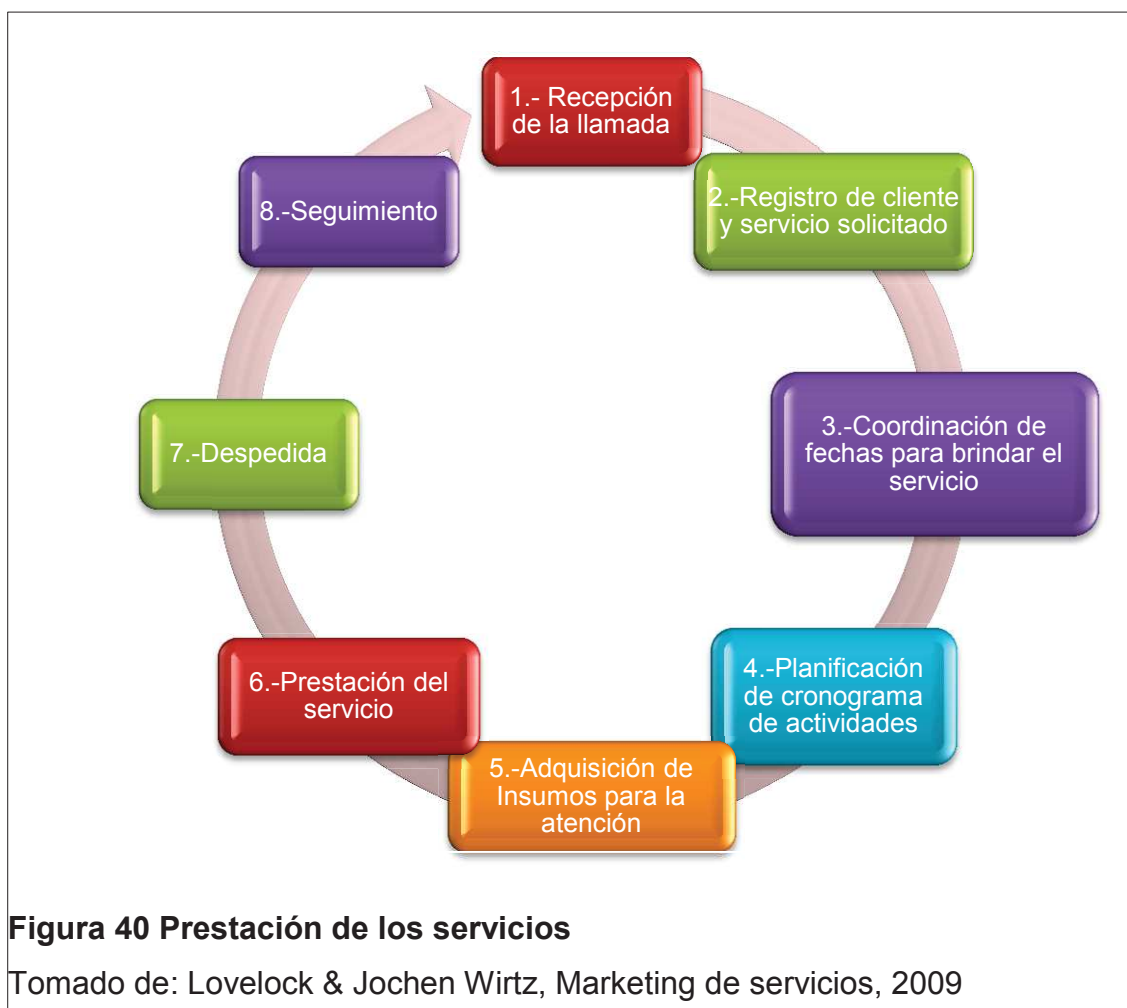 1.- Recepción
de la llamada
2.-Registro de cliente
y servicio solicitado
3.-Coordinación de
fechas para brindar el
servicio
4.-Planificación
de cronograma
de actividades
5.-Adquisición de
Insumos para la
atención
6.-Prestación del
servicio
7.-Despedida
8.-Seguimiento
Figura 40 Prestación de los servicios
Tomado de: Lovelock & Jochen Wirtz, Marketing de servicios, 2009